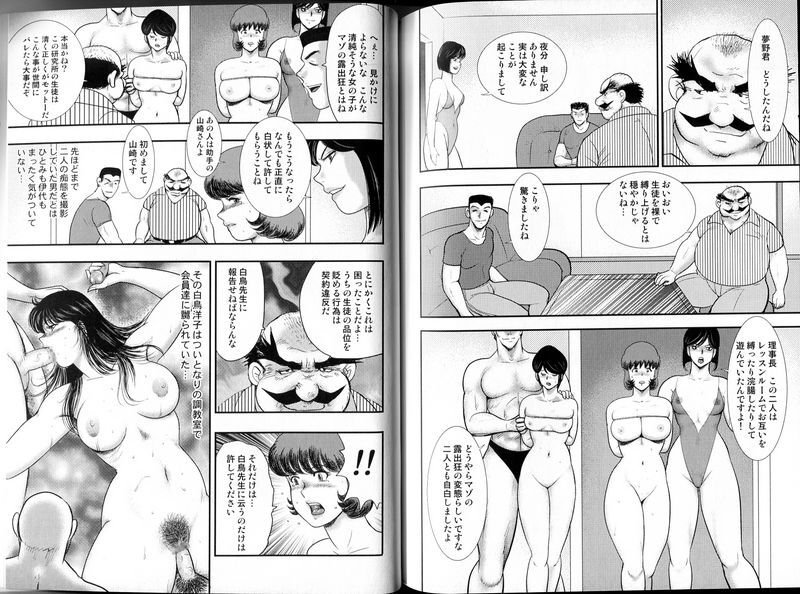 夢野君
どうしたんだね
夜分 申し訳
ありません
実は大変な
ことが
起こりまして
おいおい
生徒を裸で
縛り上げるとは
穏やかじゃ
ないね…
こりゃ
驚きましたね
理事長 この二人は
レッスンルームでお互いを
縛ったり浣腸したりして
遊んでいたんですよ!
どうやらマゾの
露出狂の変態らしいですな
二人とも自白しましたよ
へぇ… 見かけに
よらないな こんな
清純そうな女の子が
マゾの露出狂とはね
本当かね?
この研究所の生徒は
清く正しくがモットーだ
こんな事が世間に
バレたら大事だぞ
もうこうなったら
なんでも正直に
白状して許して
もらうことね
あの人は助手の
山崎さんよ
初めまして
山崎です
先ほどまで
二人の痴態を撮影
していた男だとは
ひとみも伊代も
まったく気がついて
いない…
とにかくこれは
困ったことだよ…
うちの生徒の品位を
貶める行為は
契約違反だ
白鳥先生に
報告せねばならんな
!!
それだけは…
白鳥先生に云うのだけは
許してください
その白鳥洋子はついとなりの調教室で
会員達に嬲られていた…